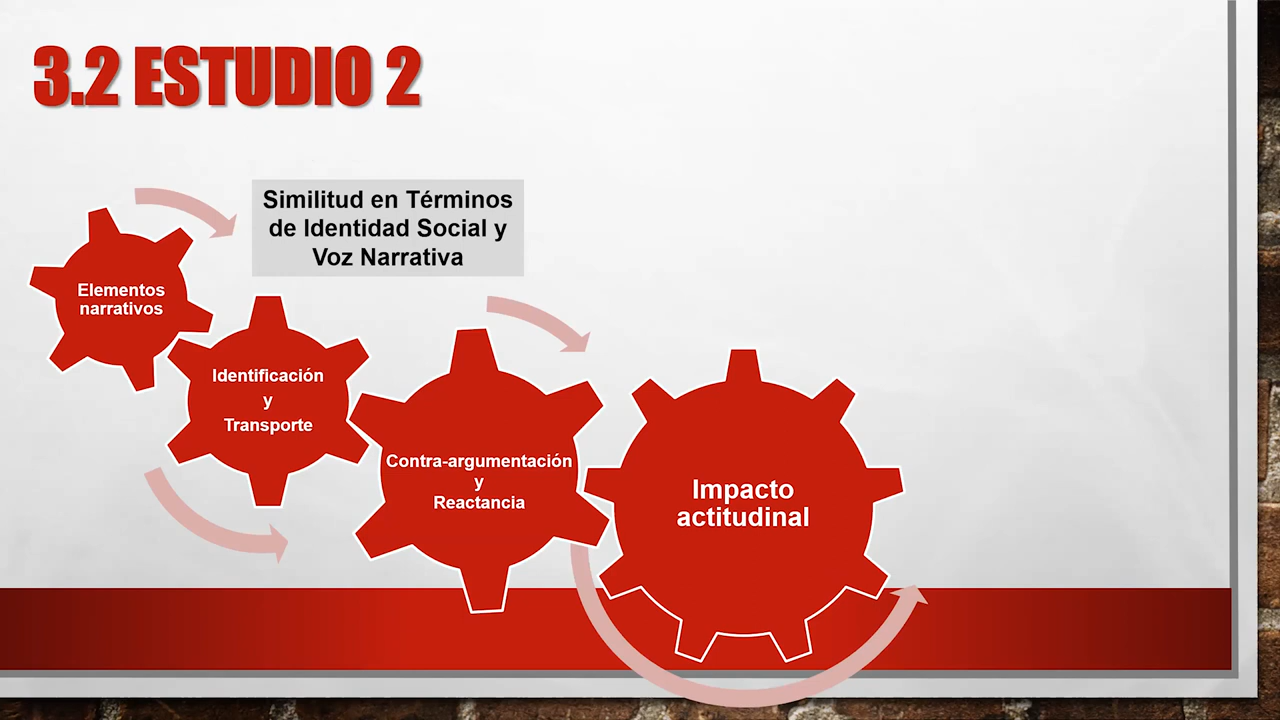 3.2 ESTUDIO 2
Similitud en Términos
de Identidad Social y
Voz Narrativa
Elementos
narrativos
Identificación
y
Transporte
Contra-argumentación
y
Reactancia
Impacto
actitudinal